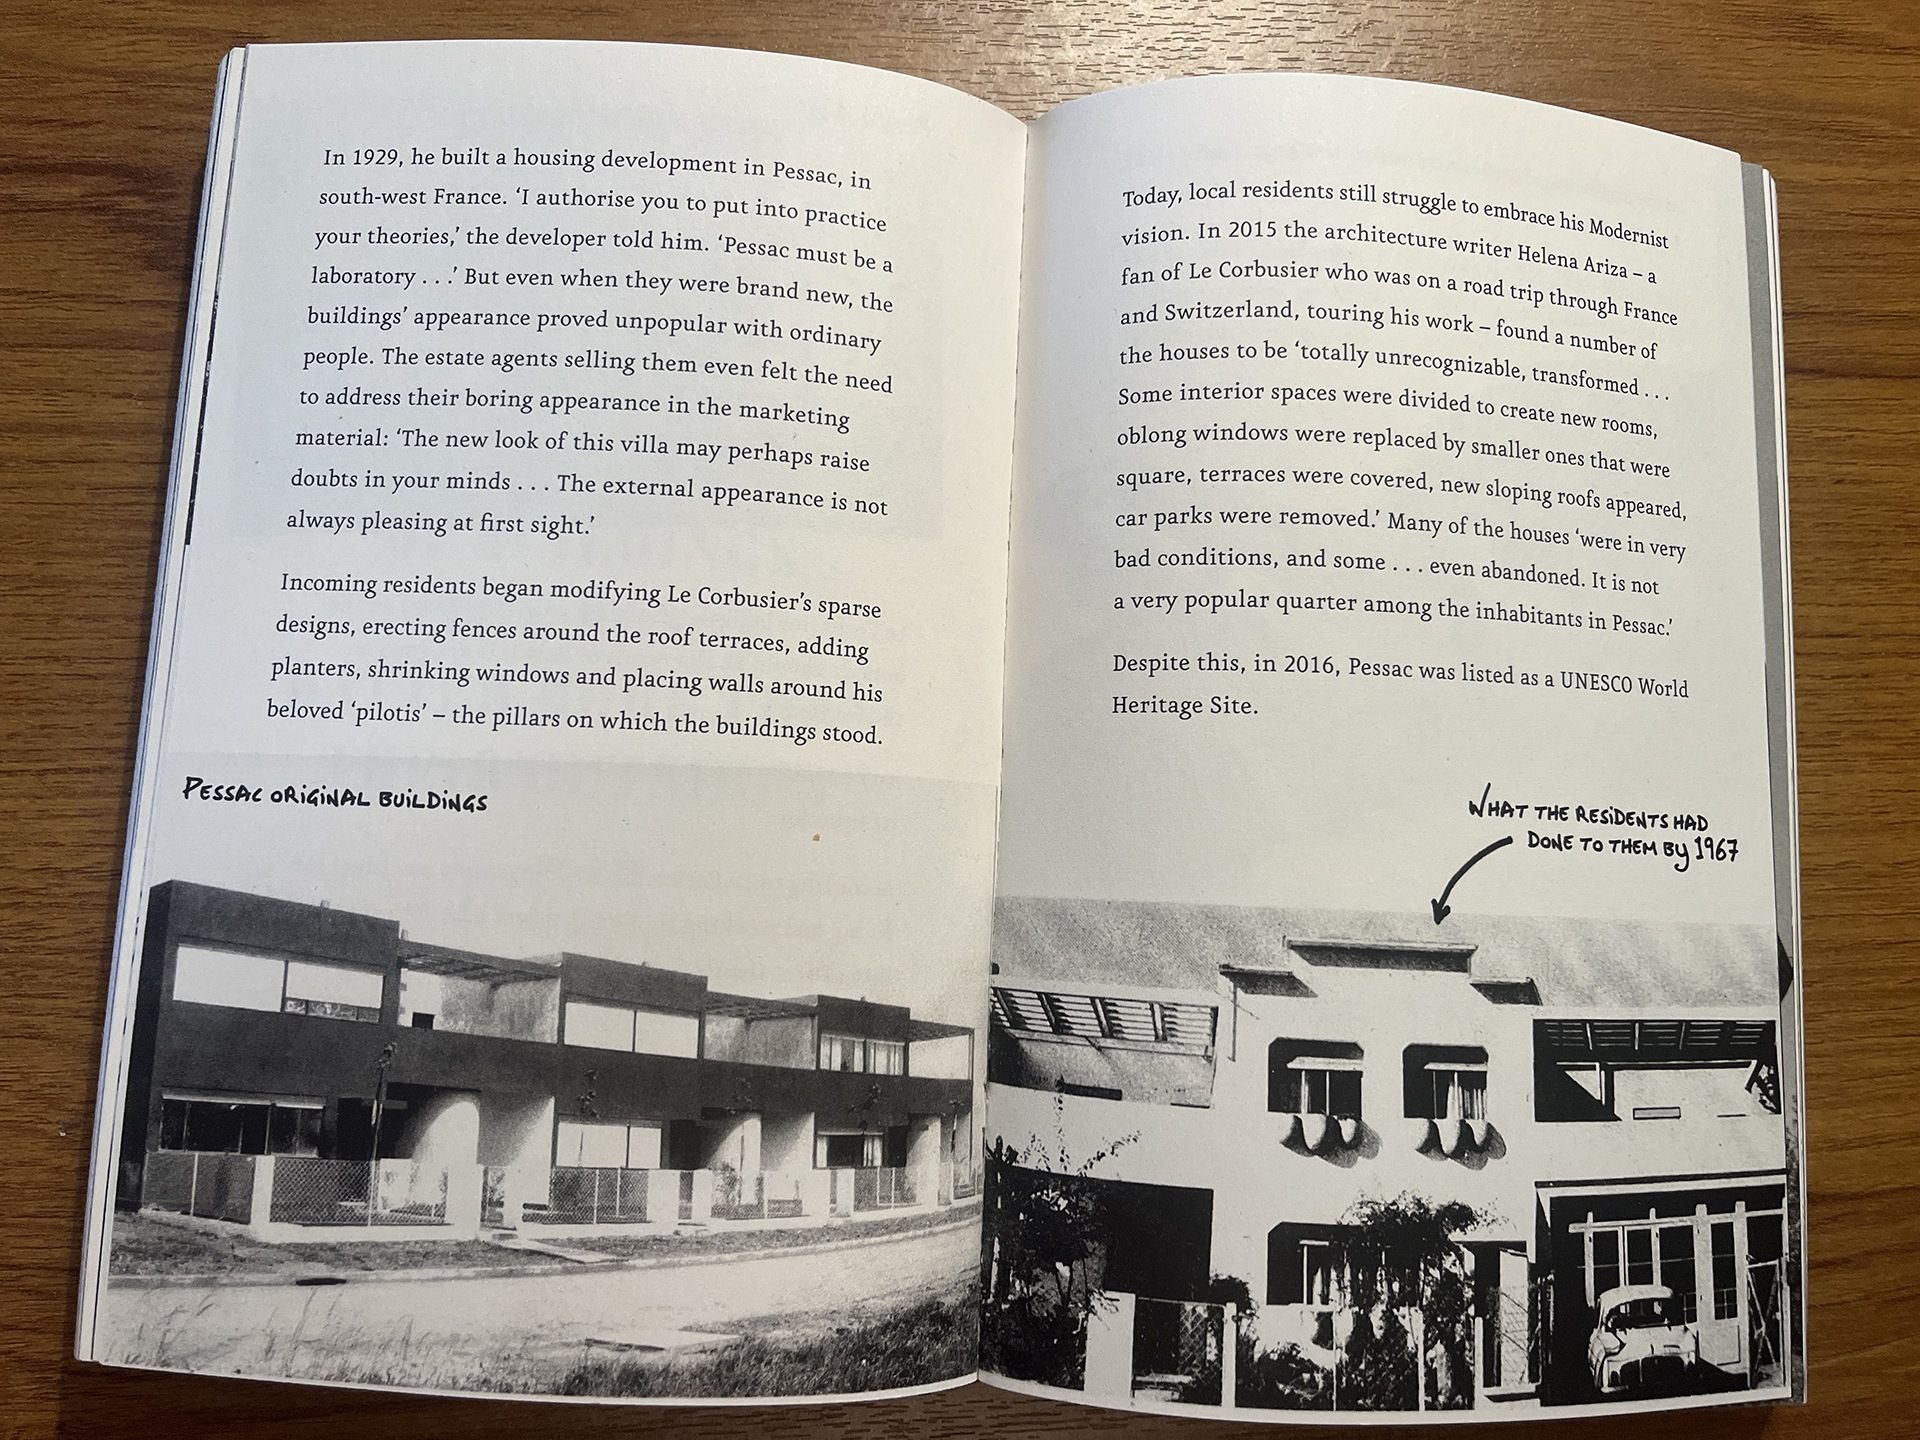 In 1929, he built a housing development in Pessac, in
south-west France. ‘I authorise you to put into practice
your theories,’ the developer told him. ‘Pessac must be a
laboratory . . .’ But even when they were brand new, the
buildings’ appearance proved unpopular with ordinary
people. The estate agents selling them even felt the need
to address their boring appearance in the marketing
material: ‘The new look of this villa may perhaps raise
doubts in your minds . . . The external appearance is not
always pleasing at first sight.’
Incoming residents began modifying Le Corbusier’s sparse
designs, erecting fences around the roof terraces, adding
planters, shrinking windows and placing walls around his
beloved ‘pilotis’ – the pillars on which the buildings stood.
PESSAC ORIGINAL BUILDINGS
Today, local residents still struggle to embrace his Modernist
vision. In 2015 the architecture writer Helena Ariza – a
fan of Le Corbusier who was on a road trip through France
and Switzerland, touring his work – found a number of
the houses to be ‘totally unrecognizable, transformed . . .
Some interior spaces were divided to create new rooms,
oblong windows were replaced by smaller ones that were
square, terraces were covered, new sloping roofs appeared,
car parks were removed.’ Many of the houses ‘were in very
bad conditions, and some . . . even abandoned. It is not
a very popular quarter among the inhabitants in Pessac.’
Despite this, in 2016, Pessac was listed as a UNESCO World
Heritage Site.
WHAT THE RESIDENTS HAD
DONE TO THEM BY 1967